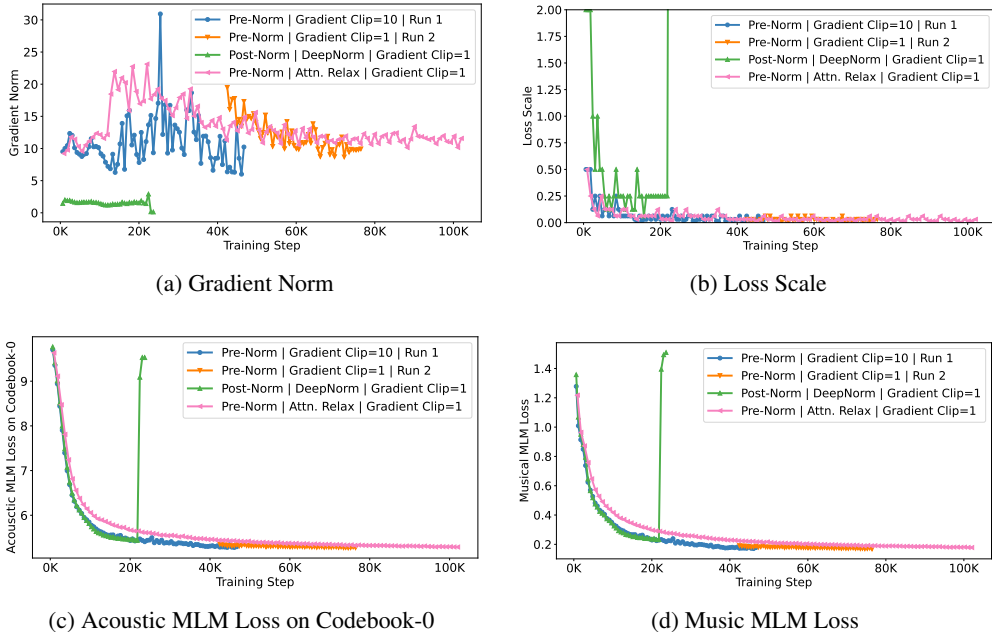 Pre-Norm | Gradient Clip=10 | Run 1
Pre-Norm | Gradient Clip=1 | Run 2
Post-Norm | DeepNorm | Gradient Clip=1
Pre-Norm | Attn. Relax | Gradient Clip=1
Gradient Norm
30
25
20
15
10
5
0
0K 20K 40K 60K 80K 100K
Training Step
(a) Gradient Norm
Pre-Norm | Gradient Clip=10 | Run 1
Pre-Norm | Gradient Clip=1 | Run 2
Post-Norm | DeepNorm | Gradient Clip=1
Pre-Norm | Attn. Relax | Gradient Clip=1
Loss Scale
2.00
1.75
1.50
1.25
1.00
0.75
0.50
0.25
0.00
0K 20K 40K 60K 80K 100K
Training Step
(b) Loss Scale
Pre-Norm | Gradient Clip=10 | Run 1
Pre-Norm | Gradient Clip=1 | Run 2
Post-Norm | DeepNorm | Gradient Clip=1
Pre-Norm | Attn. Relax | Gradient Clip=1
Acousctic MLM Loss on Codebook-0
9
8
7
6
0K 20K 40K 60K 80K 100K
Training Step
(c) Acoustic MLM Loss on Codebook-0
Pre-Norm | Gradient Clip=10 | Run 1
Pre-Norm | Gradient Clip=1 | Run 2
Post-Norm | DeepNorm | Gradient Clip=1
Pre-Norm | Attn. Relax | Gradient Clip=1
Musical MLM Loss
1.4
1.2
1.0
0.8
0.6
0.4
0.2
0K 20K 40K 60K 80K 100K
Training Step
(d) Music MLM Loss